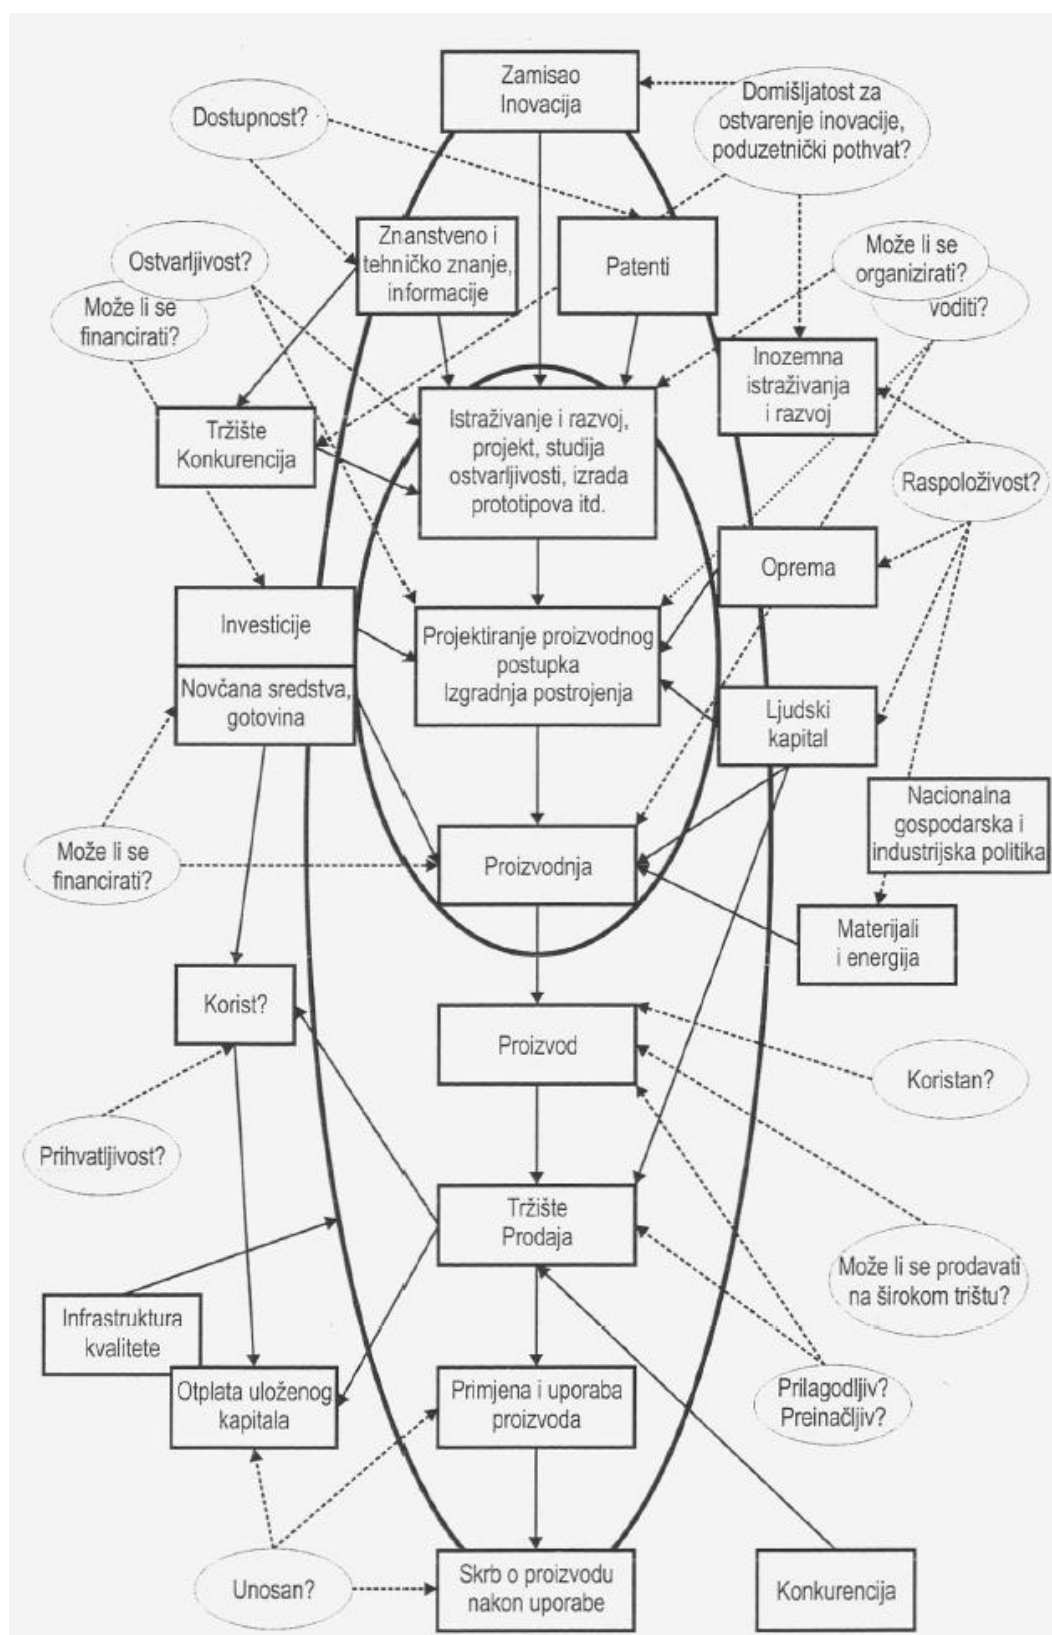 Zamisao
Inovacija
Dostupnost?
Domišljatost za
ostvarenje inovacije,
poduzetnički pothvat?
Znanstveno i
tehničko znanje,
informacije
Patenti
Ostvarljivost?
Može li se
financirati?
Može li se
organizirati?
voditi?
Inozemna
istraživanja
i razvoj
Tržište
Konkurencija
Istraživanje i razvoj,
projekt, studija
ostvarljivosti, izrada
prototipova itd.
Raspoloživost?
Oprema
Investicije
Novčana sredstva,
gotovina
Projektiranje proizvodnog
postupka
Izgradnja postrojenja
Ljudski
kapital
Nacionalna
gospodarska i
industrijska politika
Može li se
financirati?
Proizvodnja
Materijali
i energija
Korist?
Proizvod
Koristan?
Prihvatljivost?
Tržište
Prodaja
Može li se prodavati
na širokom trištu?
Infrastruktura
kvalitete
Otplata uloženog
kapitala
Primjena i uporaba
proizvoda
Prilagodljiv?
Preinačljiv?
Unosan?
Skrb o proizvodu
nakon uporabe
Konkurencija